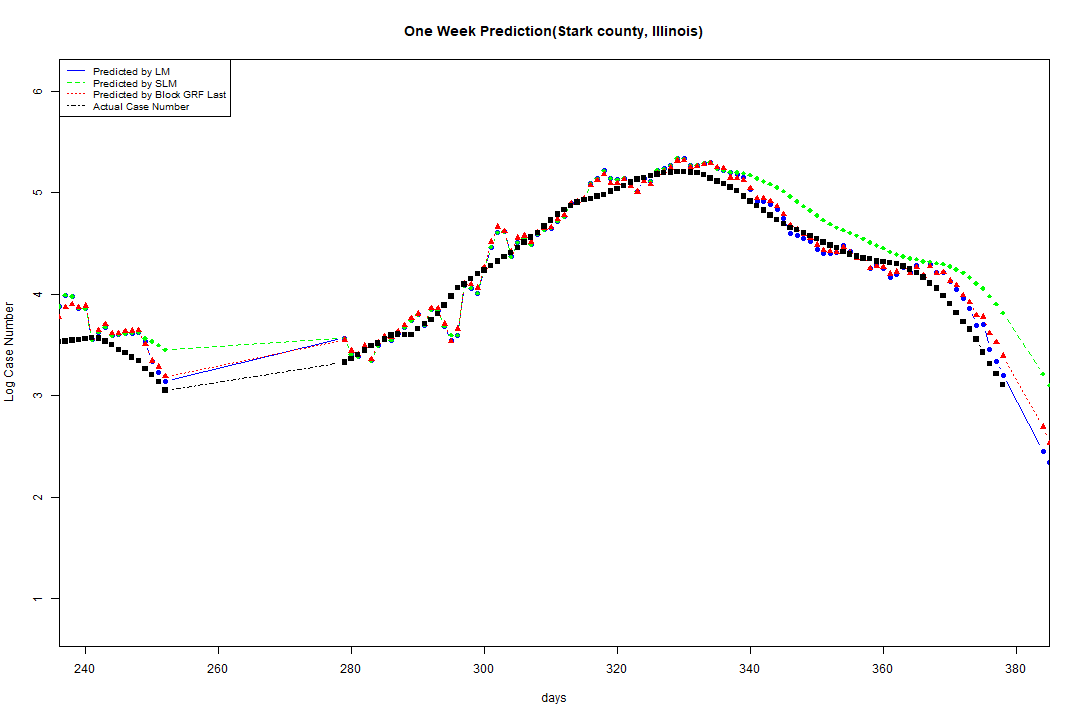 One Week Prediction(Stark county, Illinois)
Predicted by LM
Predicted by SLM
Predicted by Block GRF Last
Actual Case Number
6
5
4
3
2
1
Log Case Number
240 260 280 300 320 340 360 380
days